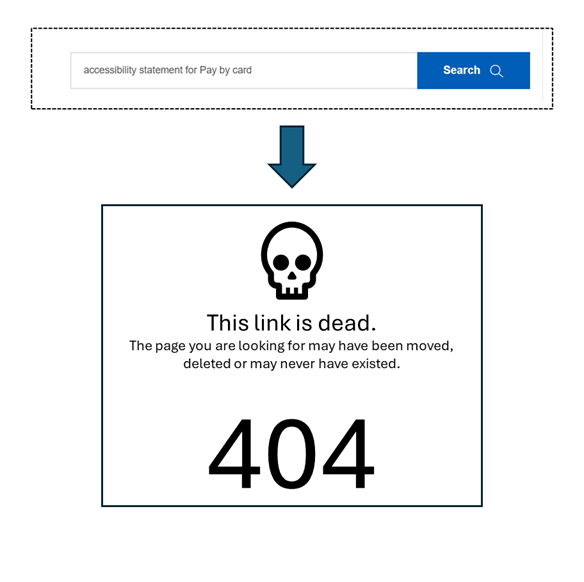 accessibility statement for Pay by card
Search
This link is dead.
The page you are looking for may have been moved,
deleted or may never have existed.
404